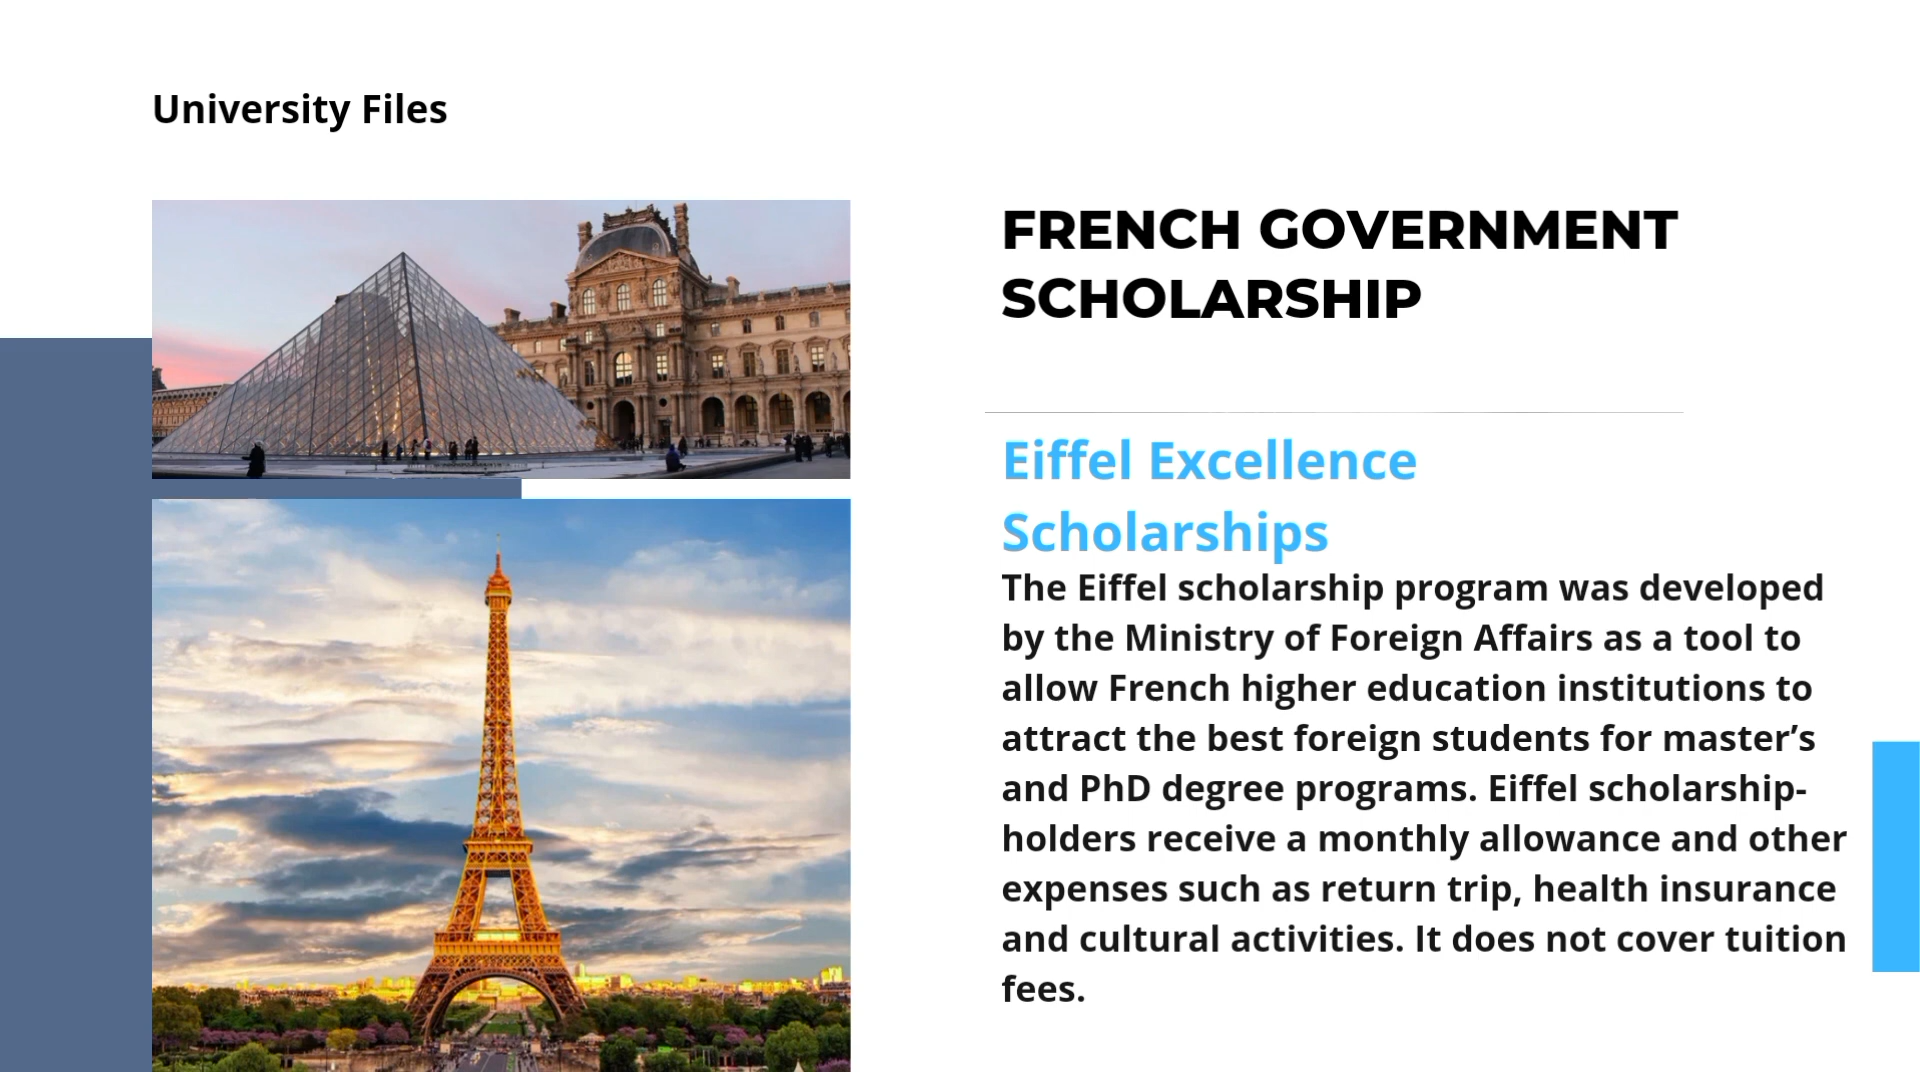 University Files
FRENCH GOVERNMENT
SCHOLARSHIP
Eiffel Excellence
Scholarships
The Eiffel scholarship program was developed
by the Ministry of Foreign Affairs as a tool to
allow French higher education institutions to
attract the best foreign students for master’s
and PhD degree programs. Eiffel scholarship-
holders receive a monthly allowance and other
expenses such as return trip, health insurance
and cultural activities. It does not cover tuition
fees.